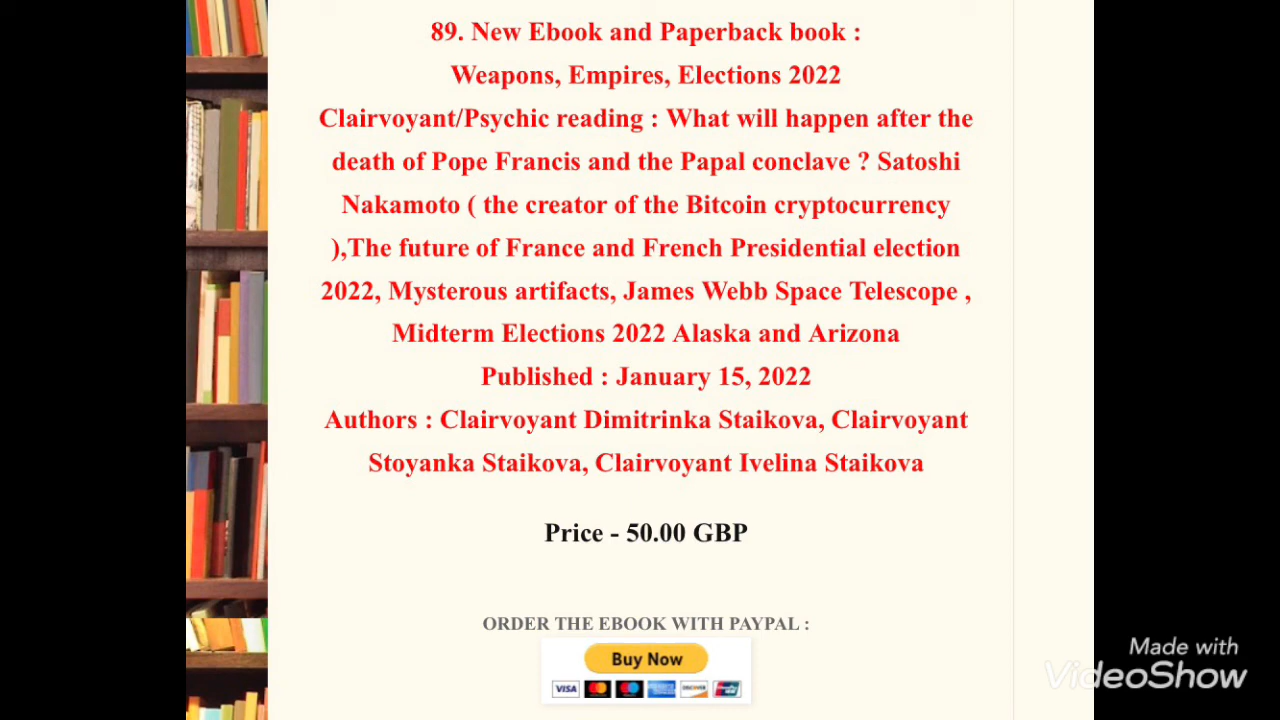 89. New Ebook and Paperback book :
Weapons, Empires, Elections 2022
Clairvoyant/Psychic reading : What will happen after the
death of Pope Francis and the Papal conclave ? Satoshi
Nakamoto ( the creator of the Bitcoin cryptocurrency
),The future of France and French Presidential election
2022, Mysterous artifacts, James Webb Space Telescope ,
Midterm Elections 2022 Alaska and Arizona
Published : January 15, 2022
Authors : Clairvoyant Dimitrinka Staikova, Clairvoyant
Stoyanka Staikova, Clairvoyant Ivelina Staikova
Price - 50.00 GBP
ORDER THE EBOOK WITH PAYPAL :
Buy Now
VISA
Made with
VideoShow